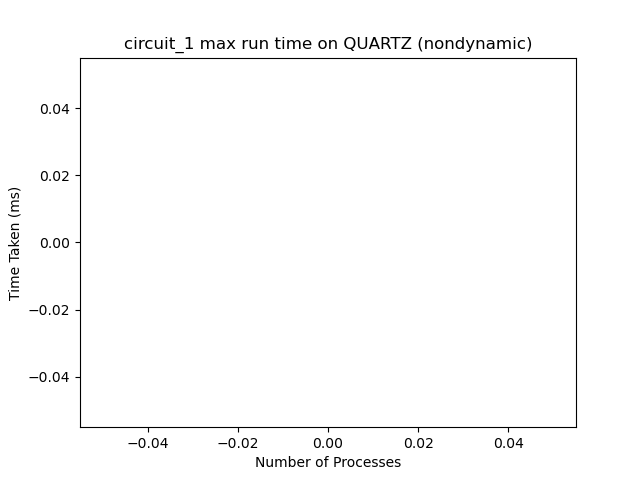 circuit_1 max run time on QUARTZ (nondynamic)
0.04
0.02
0.00
−0.02
−0.04
Time Taken (ms)
−0.04 −0.02 0.00 0.02 0.04
Number of Processes